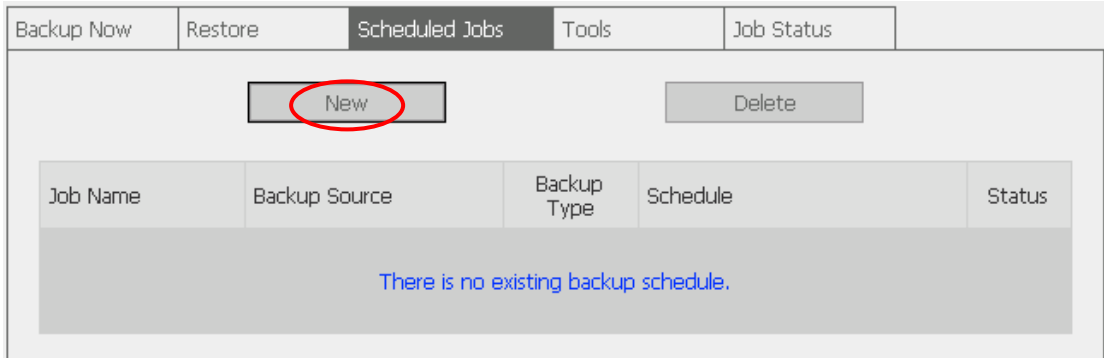 Backup Now Restore Scheduled Jobs Tools Job Status
New Delete
Job Name Backup Source Backup Type Schedule Status
There is no existing backup schedule.